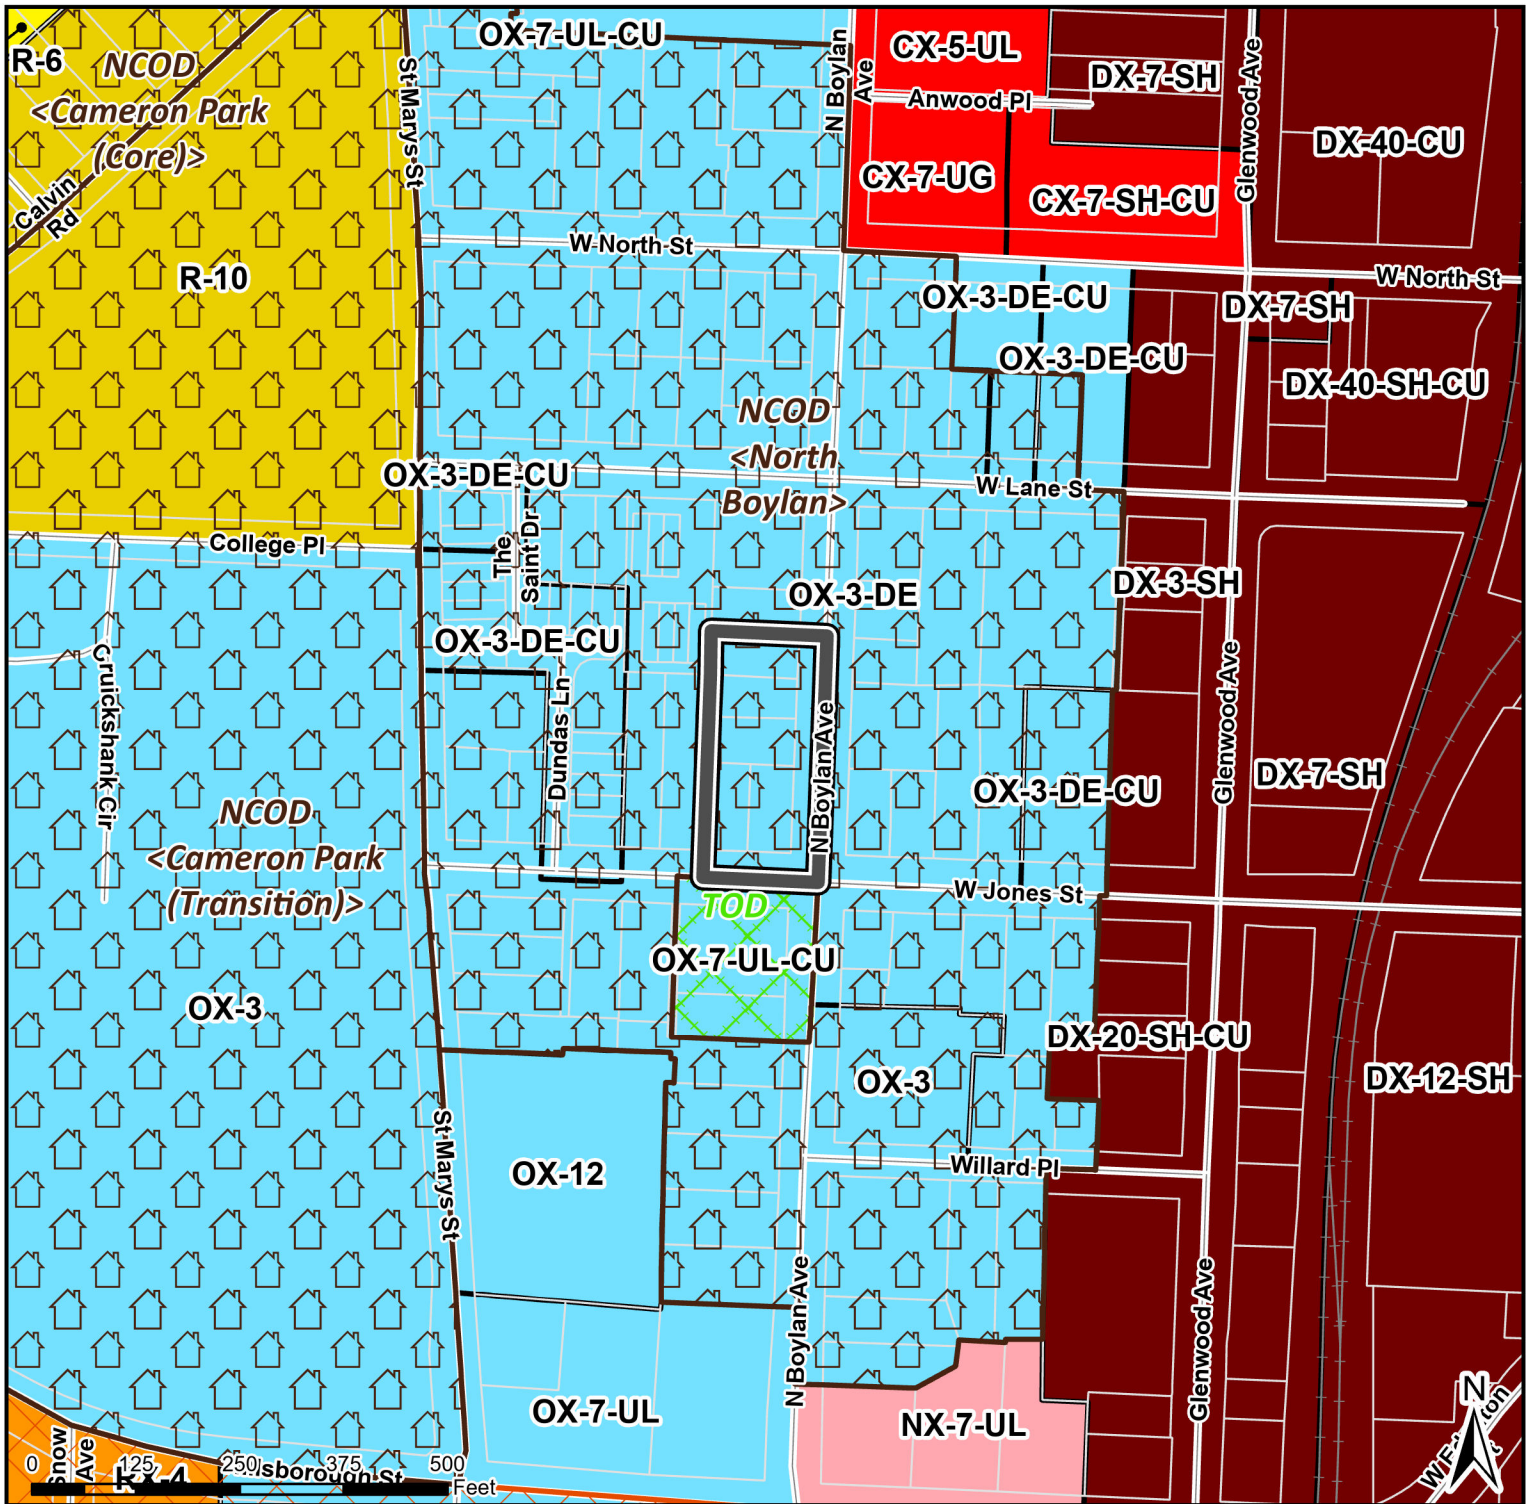 OX-7-UL-CU
N Boylan
Ave
CX-5-UL
DX-7-SH
Glenwood Ave
R-6
NCOD
<Cameron Park
(Core)>
St Marys St
Anwood Pl
DX-40-CU
CX-7-UG
CX-7-SH-CU
Calvin
Rd
R-10
W North St
W North St
OX-3-DE-CU
DX-7-SH
OX-3-DE-CU
DX-40-SH-CU
NCOD
<North
Boylan>
OX-3-DE-CU
W Lane St
College Pl
The
Saint Dr
OX-3-DE
DX-3-SH
OX-3-DE-CU
Cruickshank Cir
Dundas Ln
N Boylan Ave
Glenwood Ave
DX-7-SH
OX-3-DE-CU
NCOD
<Cameron Park
(Transition)>
W Jones St
TOD
OX-7-UL-CU
OX-3
DX-20-SH-CU
OX-3
DX-12-SH
St Marys St
OX-12
Willard Pl
N Boylan Ave
Glenwood Ave
OX-7-UL
NX-7-UL
N
Ave
0 125 250 375 500
Feet